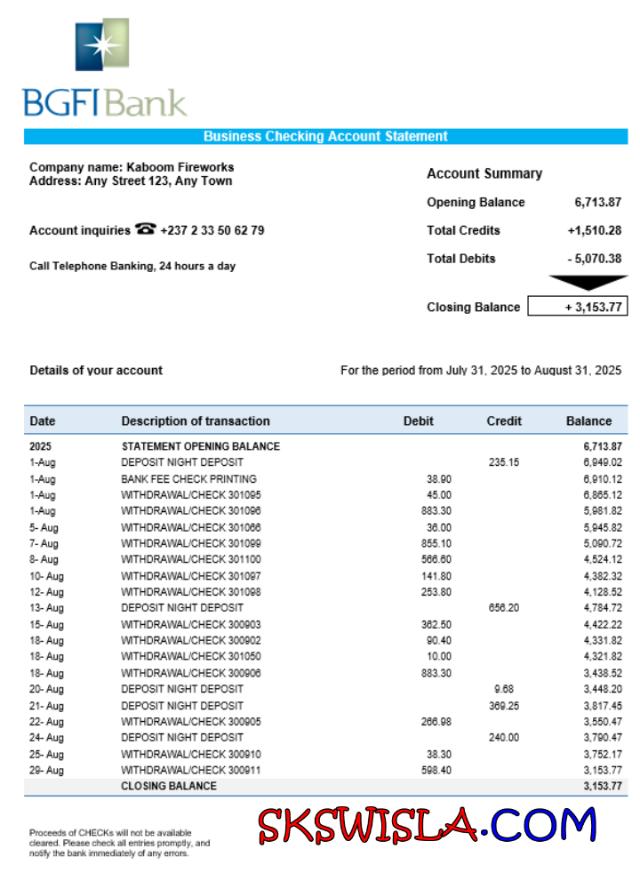 BGFIBank
Business Checking Account Statement
Company name: Kaboom Fireworks
Address: Any Street 123, Any Town
Account inquiries ☎ +237 2 33 50 62 79
Call Telephone Banking, 24 hours a day
Account Summary
Opening Balance 6,713.87
Total Credits +1,510.28
Total Debits - 5,070.38
Closing Balance + 3,153.77
Details of your account For the period from July 31, 2025 to August 31, 2025
Date Description of transaction Debit Credit Balance
2025 STATEMENT OPENING BALANCE 6,713.87
1-Aug DEPOSIT NIGHT DEPOSIT 235.15 6,949.02
1-Aug BANK FEE CHECK PRINTING 38.90 6,910.12
1-Aug WITHDRAWAL/CHECK 301095 45.00 6,865.12
1-Aug WITHDRAWAL/CHECK 301096 883.30 5,981.82
5- Aug WITHDRAWAL/CHECK 301066 36.00 5,945.82
7- Aug WITHDRAWAL/CHECK 301099 855.10 5,090.72
8- Aug WITHDRAWAL/CHECK 301100 566.60 4,524.12
10- Aug WITHDRAWAL/CHECK 301097 141.80 4,382.32
12- Aug WITHDRAWAL/CHECK 301098 253.80 4,128.52
13- Aug DEPOSIT NIGHT DEPOSIT 656.20 4,784.72
15- Aug WITHDRAWAL/CHECK 300903 362.50 4,422.22
18- Aug WITHDRAWAL/CHECK 300902 90.40 4,331.82
18- Aug WITHDRAWAL/CHECK 301050 10.00 4,321.82
18- Aug WITHDRAWAL/CHECK 300906 883.30 3,438.52
20- Aug DEPOSIT NIGHT DEPOSIT 9.68 3,448.20
21- Aug DEPOSIT NIGHT DEPOSIT 369.25 3,817.45
22- Aug WITHDRAWAL/CHECK 300905 266.98 3,550.47
24- Aug DEPOSIT NIGHT DEPOSIT 240.00 3,790.47
25- Aug WITHDRAWAL/CHECK 300910 38.30 3,752.17
29- Aug WITHDRAWAL/CHECK 300911 598.40 3,153.77
CLOSING BALANCE 3,153.77
Proceeds of CHECKs will not be available
cleared. Please check all entries promptly, and
notify the bank immediately of any errors.
SKSWISLA.COM